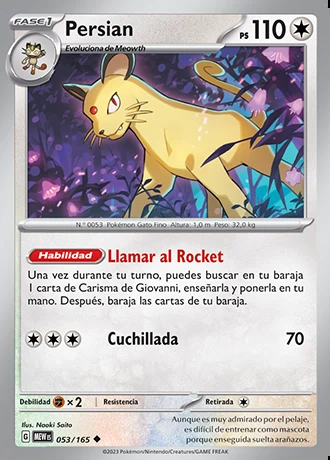 FASE 1 Persian PS 110
Evoluciona de Meowth
N.º 0053 Pokémon Gato Fino Altura: 1,0 m Peso: 32,0 kg
Habilidad Llamar al Rocket
Una vez durante tu turno, puedes buscar en tu baraja
1 carta de Carisma de Giovanni, enseñarla y ponerla en
tu mano. Después, baraja las cartas de tu baraja.
Cuchillada 70
Debilidad ×2 Resistencia Retirada
Ilus. Naoki Saito
G MEW ES 053/165
Aunque es muy admirado por el pelaje,
es difícil de entrenar como mascota
porque enseguida suelta arañazos.
©2023 Pokémon/Nintendo/Creatures/GAME FREAK